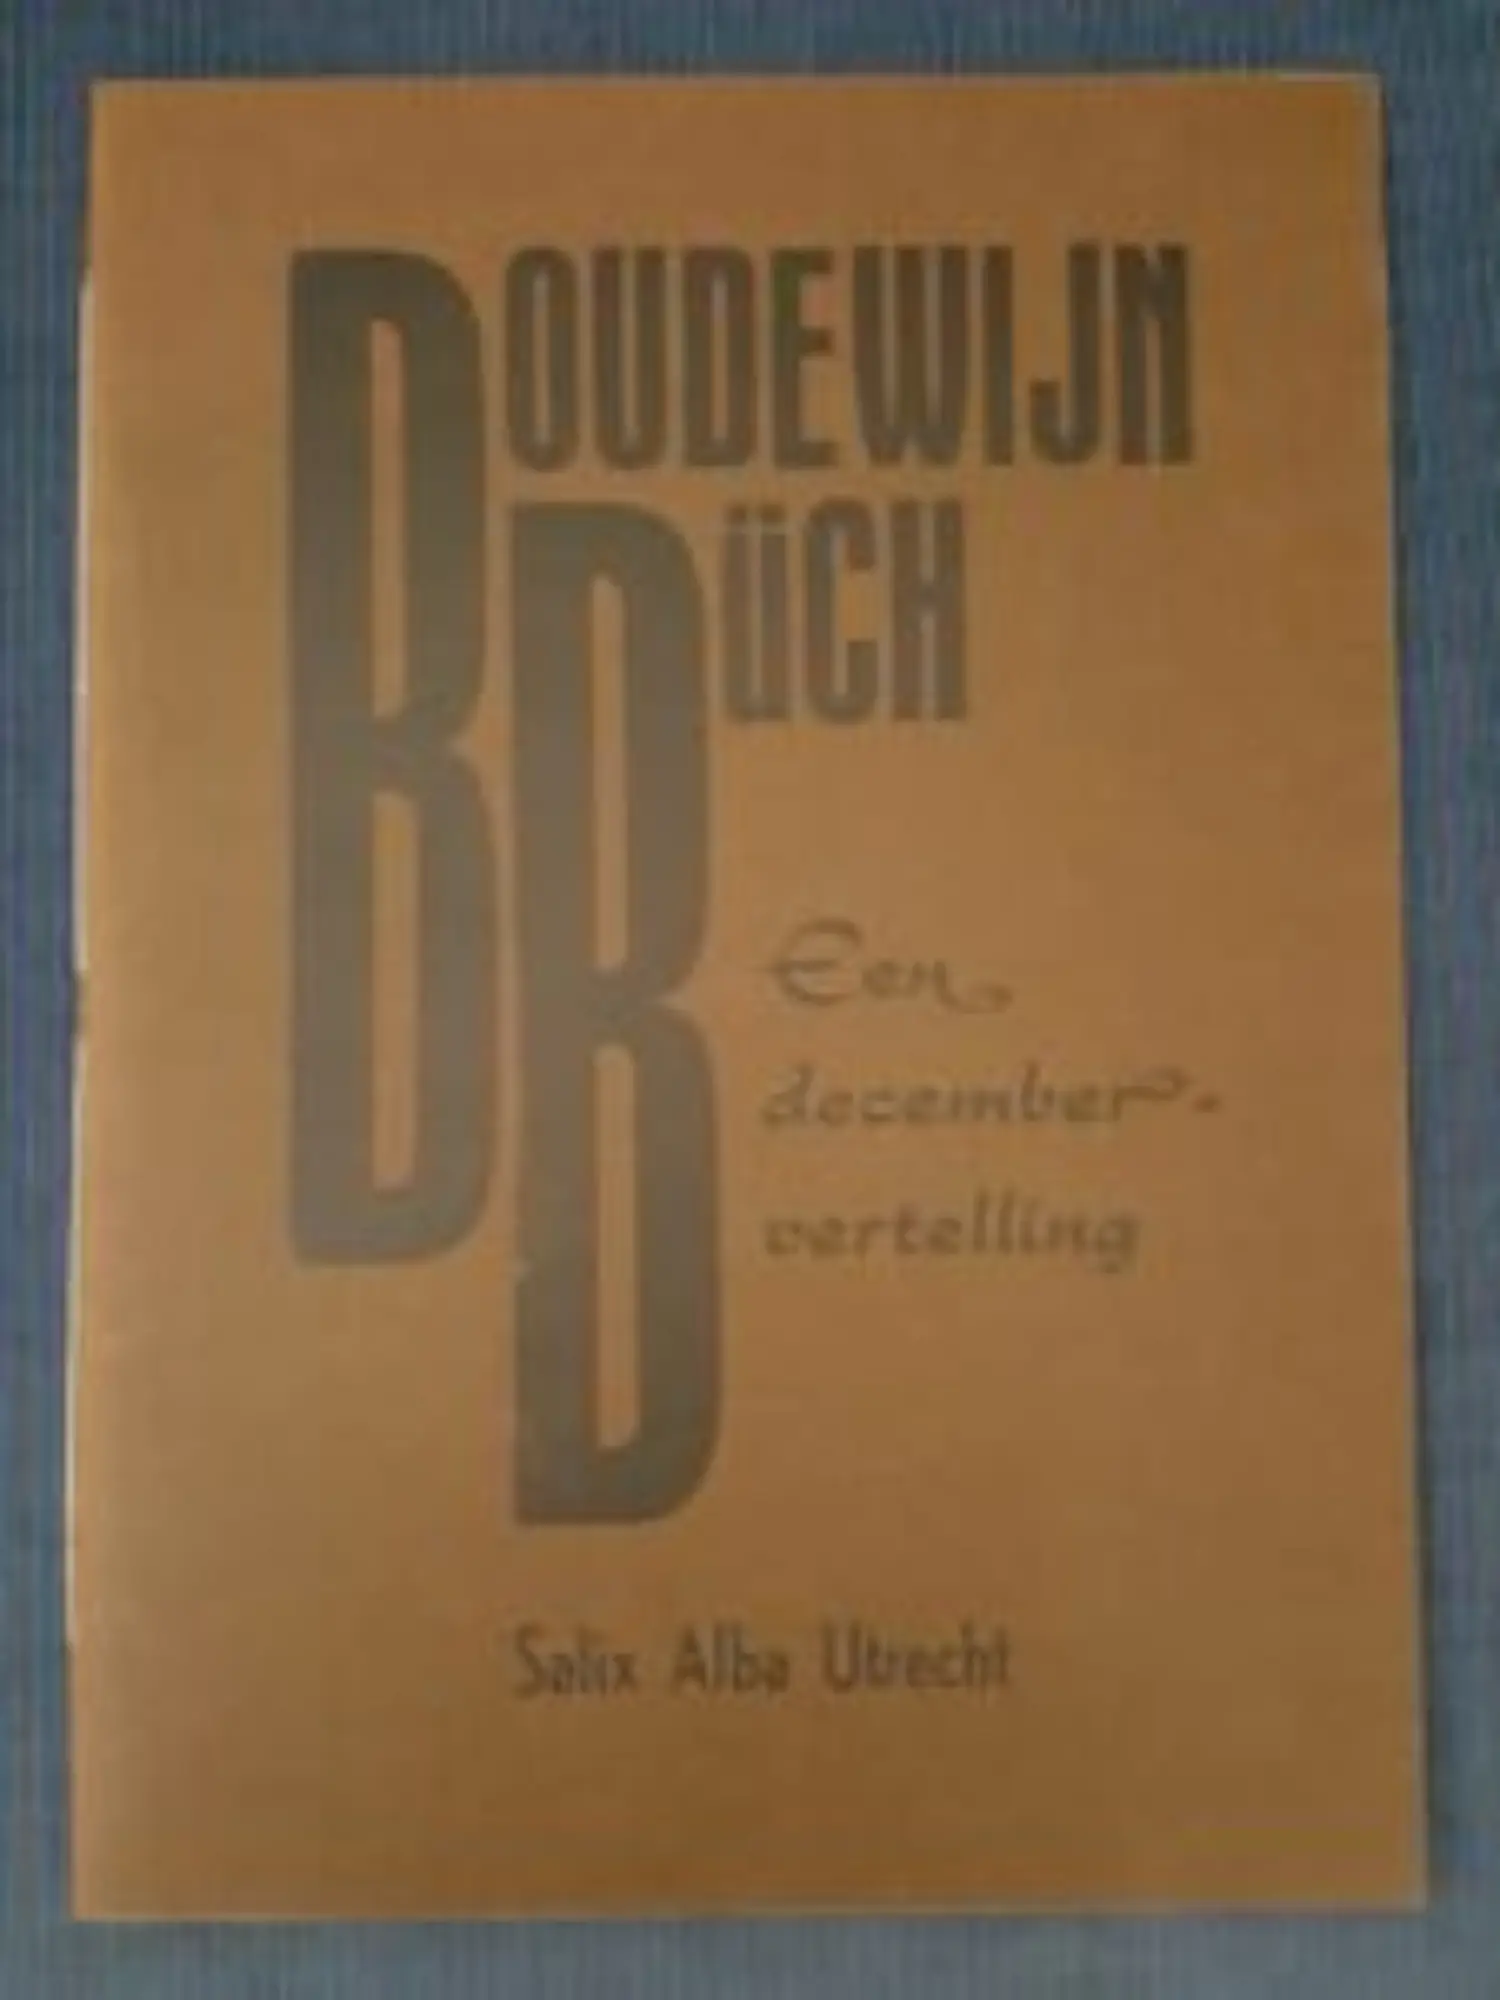 BOUDEWIJN
BüCH
Een
december-
vertelling
Salix Alba Utrecht